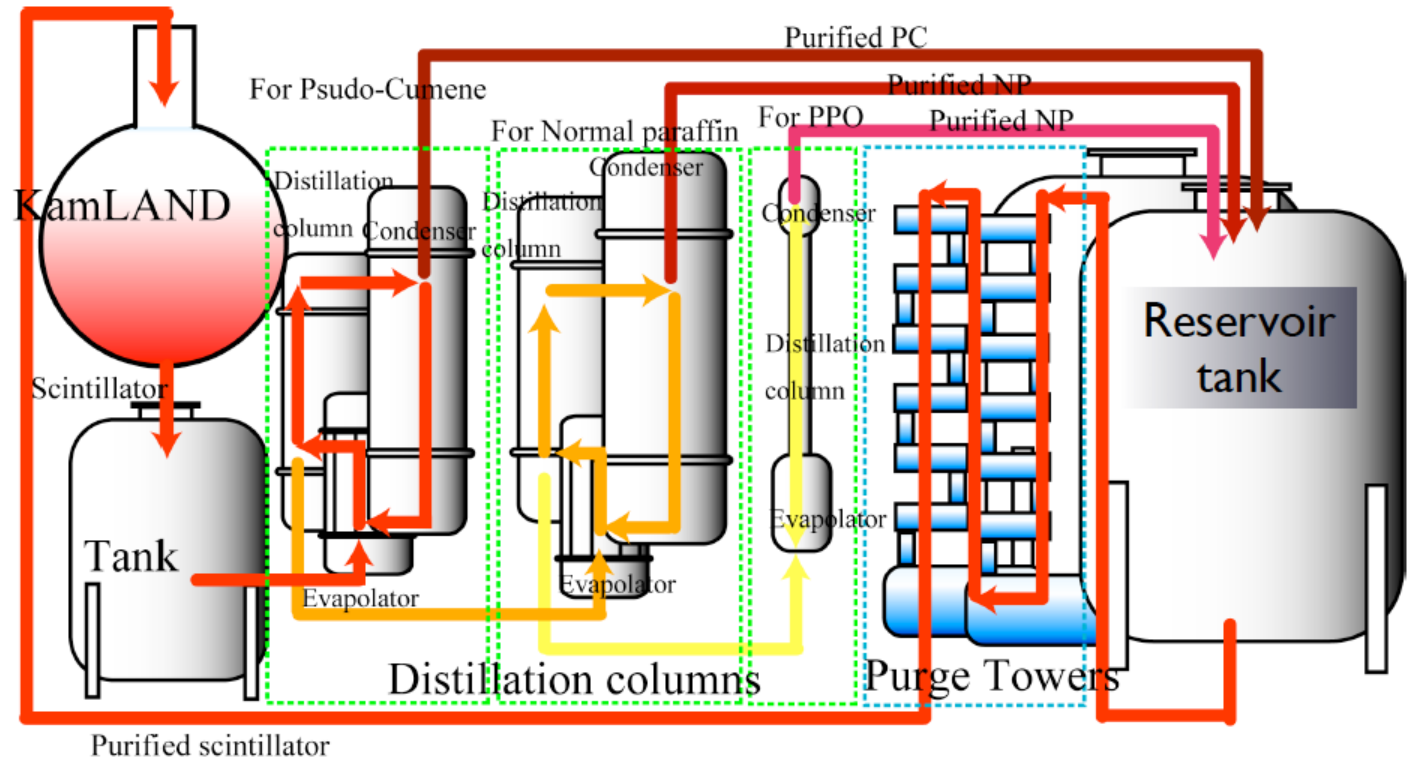 Purified PC
For Psudo-Cumene
Purified NP
For PPO
For Normal paraffin
Purified NP
Condenser
Distillation
column
Condenser
Distillation
column
Condenser
KamLAND
Reservoir
tank
Distillation
column
Scintillator
Evapolator
Tank
Evapolator
Evapolator
Distillation columns
Purge Towers
Purified scintillator